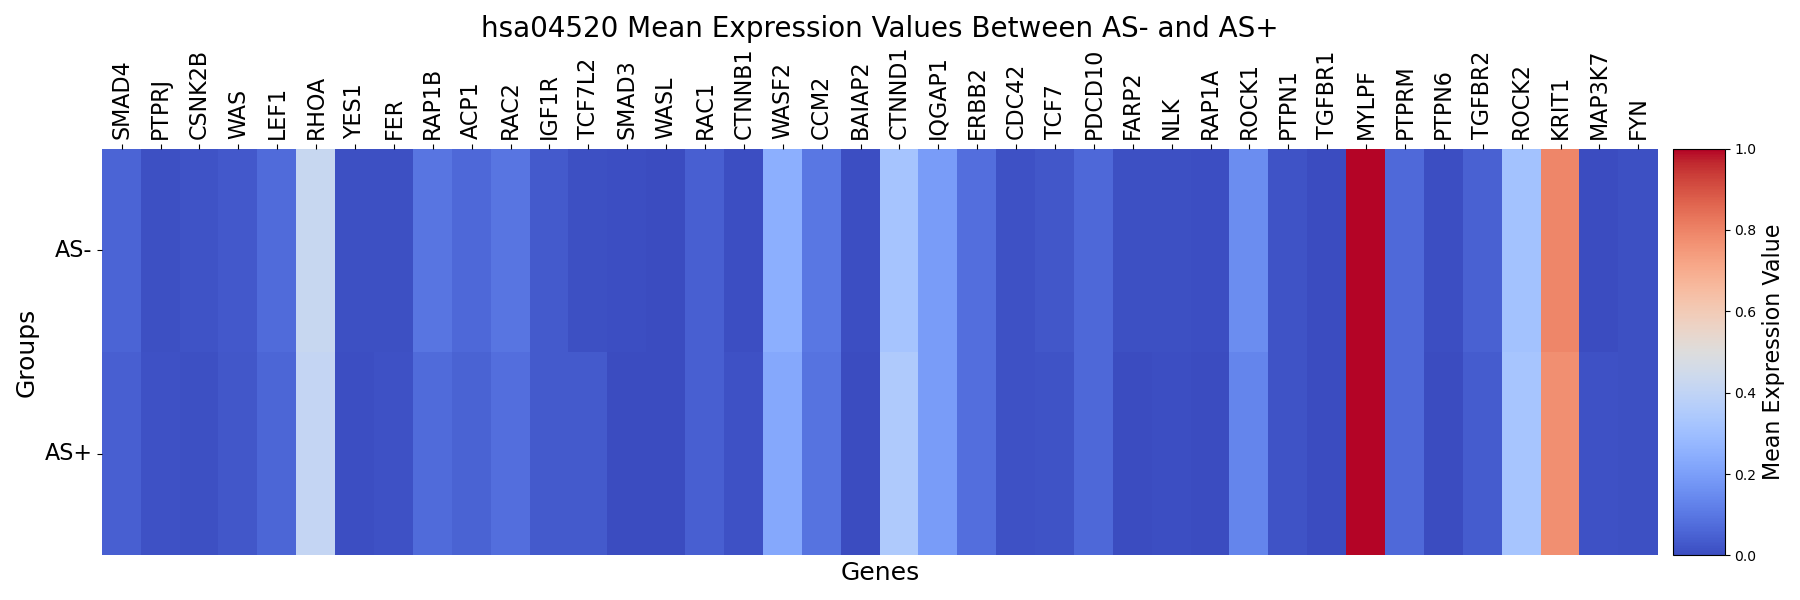 hsa04520 Mean Expression Values Between AS- and AS+
SMAD4
PTPRJ
CSNK2B
WAS
LEF1
RHOA
YES1
FER
RAP1B
ACP1
RAC2
IGF1R
TCF7L2
SMAD3
WASL
RAC1
CTNNB1
WASF2
CCM2
BAIAP2
CTNND1
IQGAP1
ERBB2
CDC42
TCF7
PDCD10
FARP2
NLK
RAP1A
ROCK1
PTPN1
TGFBR1
MYLPF
PTPRM
PTPN6
TGFBR2
ROCK2
KRIT1
MAP3K7
FYN
Groups
AS-
AS+
Genes
1.0
0.8
0.6
0.4
0.2
0.0
Mean Expression Value